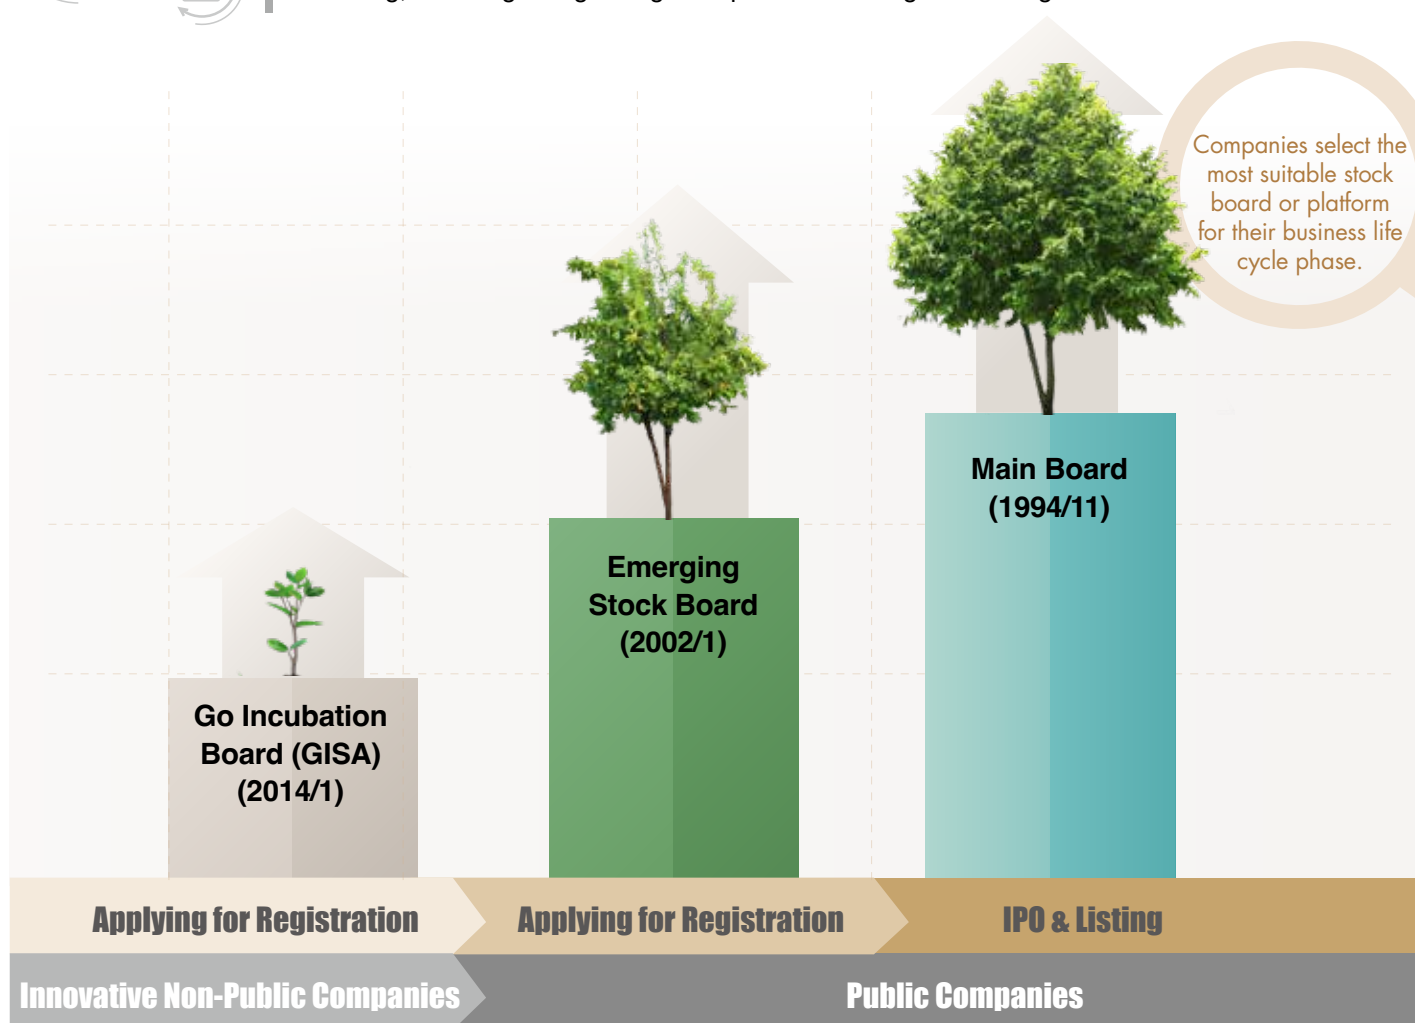 Companies select the
most suitable stock
board or platform
for their business life
cycle phase.
Main Board
(1994/11)
Emerging
Stock Board
(2002/1)
Go Incubation
Board (GISA)
(2014/1)
Applying for Registration
Applying for Registration
IPO & Listing
Innovative Non-Public Companies
Public Companies